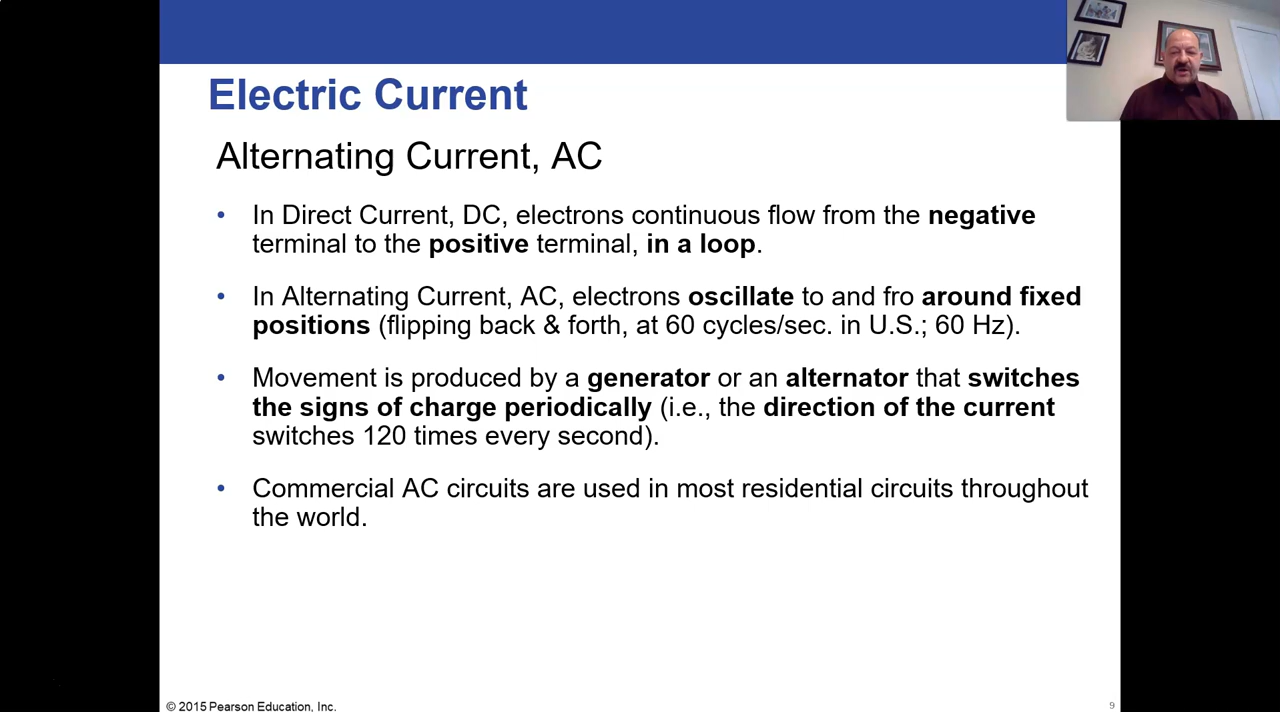 Electric Current
Alternating Current, AC
• In Direct Current, DC, electrons continuous flow from the negative
terminal to the positive terminal, in a loop.
• In Alternating Current, AC, electrons oscillate to and fro around fixed
positions (flipping back & forth, at 60 cycles/sec. in U.S.; 60 Hz).
• Movement is produced by a generator or an alternator that switches
the signs of charge periodically (i.e., the direction of the current
switches 120 times every second).
• Commercial AC circuits are used in most residential circuits throughout
the world.
© 2015 Pearson Education, Inc.
9